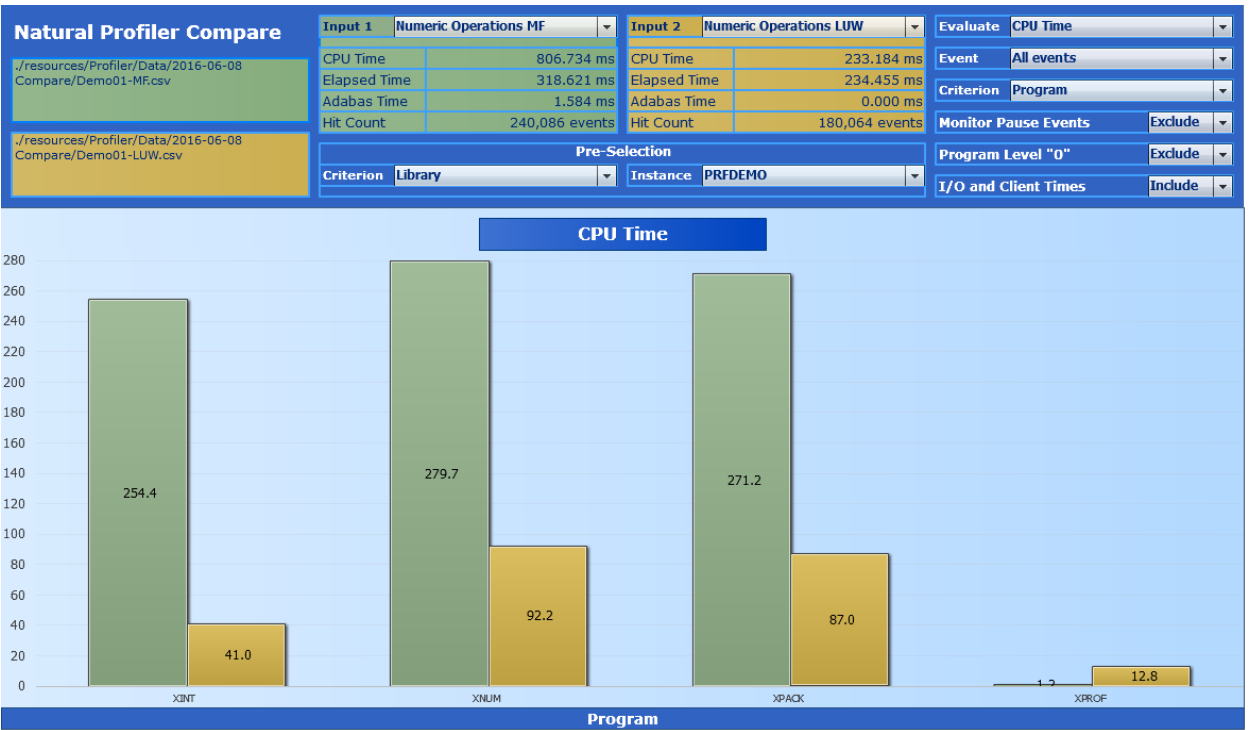 Natural Profiler Compare
./resources/Profiler/Data/2016-06-08
Compare/Demo01-MF.csv
./resources/Profiler/Data/2016-06-08
Compare/Demo01-LUW.csv
Input 1 Numeric Operations MF
CPU Time 806.734 ms
Elapsed Time 318.621 ms
Adabas Time 1.584 ms
Hit Count 240,086 events
Input 2 Numeric Operations LUW
CPU Time 233.184 ms
Elapsed Time 234.455 ms
Adabas Time 0.000 ms
Hit Count 180,064 events
Pre-Selection
Criterion Library Instance PRFDEMO
Evaluate CPU Time
Event All events
Criterion Program
Monitor Pause Events Exclude
Program Level "0" Exclude
I/O and Client Times Include
CPU Time
280
260
240
220
200
180
160
140
120
100
80
60
40
20
0
254.4
41.0
279.7
92.2
271.2
87.0
12.8
XINT XNUM XPACK XPROF
Program